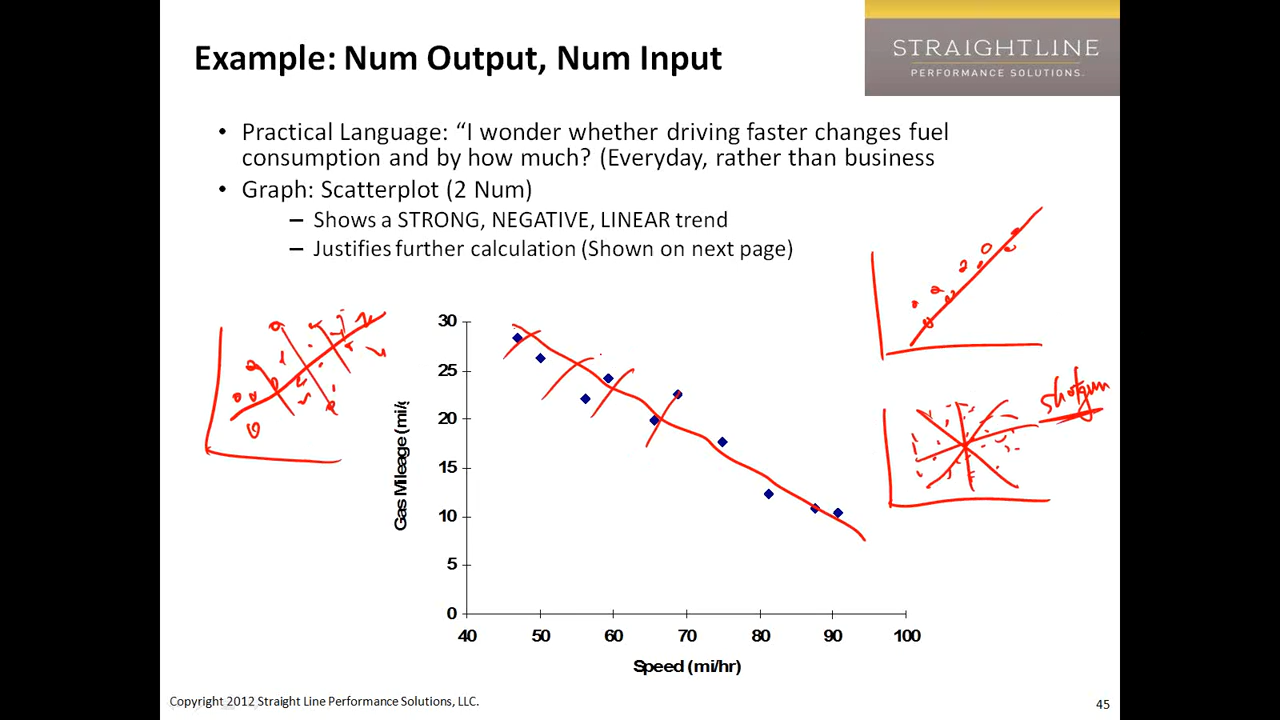 Example: Num Output, Num Input
STRAIGHTLINE
PERFORMANCE SOLUTIONS.
• Practical Language: “I wonder whether driving faster changes fuel
consumption and by how much? (Everyday, rather than business
• Graph: Scatterplot (2 Num)
– Shows a STRONG, NEGATIVE, LINEAR trend
– Justifies further calculation (Shown on next page)
shotgun
Gas Mileage (mi/
30
25
20
15
10
5
0
40 50 60 70 80 90 100
Speed (mi/hr)
Copyright 2012 Straight Line Performance Solutions, LLC.
45